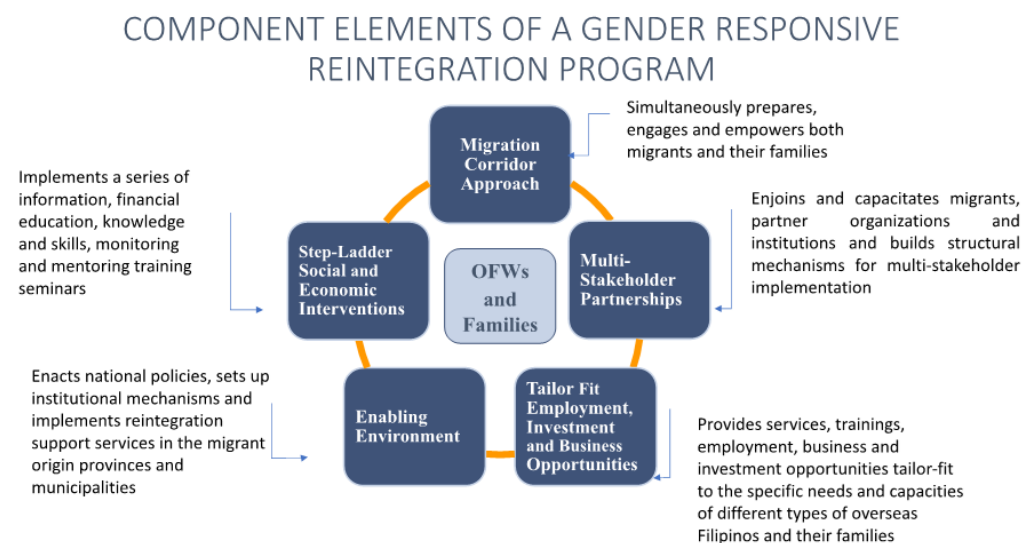 COMPONENT ELEMENTS OF A GENDER RESPONSIVE
REINTEGRATION PROGRAM
Migration
Corridor
Approach
Simultaneously prepares,
engages and empowers both
migrants and their families
Implements a series of
information, financial
education, knowledge
and skills, monitoring
and mentoring training
seminars
Step-Ladder
Social and
Economic
Interventions
OFWs
and
Families
Multi-
Stakeholder
Partnerships
Enjoins and capacitates migrants,
partner organizations and
institutions and builds structural
mechanisms for multi-stakeholder
implementation
Enacts national policies, sets up
institutional mechanisms and
implements reintegration
support services in the migrant
origin provinces and
municipalities
Enabling
Environment
Tailor Fit
Employment,
Investment
and Business
Opportunities
Provides services, trainings,
employment, business and
investment opportunities tailor-fit
to the specific needs and capacities
of different types of overseas
Filipinos and their families